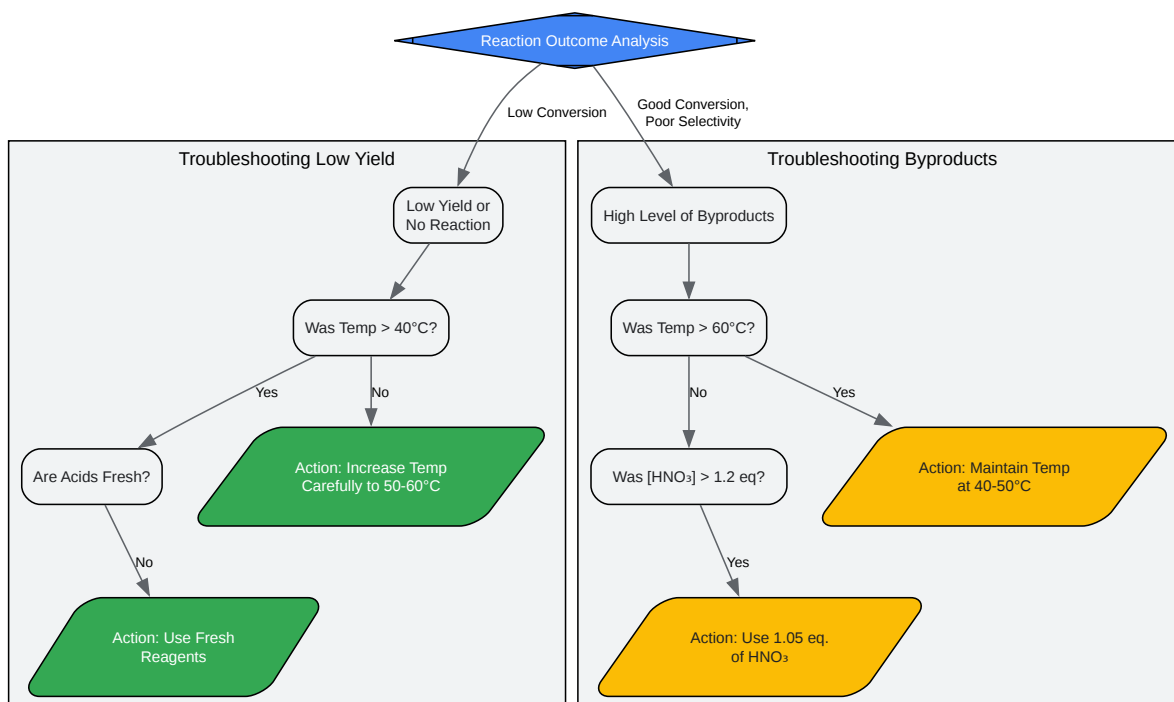 Reaction Outcome Analysis
Low Conversion
Good Conversion,
Poor Selectivity
Troubleshooting Low Yield
Low Yield or
No Reaction
Was Temp > 40°C?
Yes
No
Are Acids Fresh?
Action: Increase Temp
Carefully to 50-60°C
No
Action: Use Fresh
Reagents
Troubleshooting Byproducts
High Level of Byproducts
Was Temp > 60°C?
No
Yes
Was [HNO₃] > 1.2 eq?
Action: Maintain Temp
at 40-50°C
Yes
Action: Use 1.05 eq.
of HNO₃